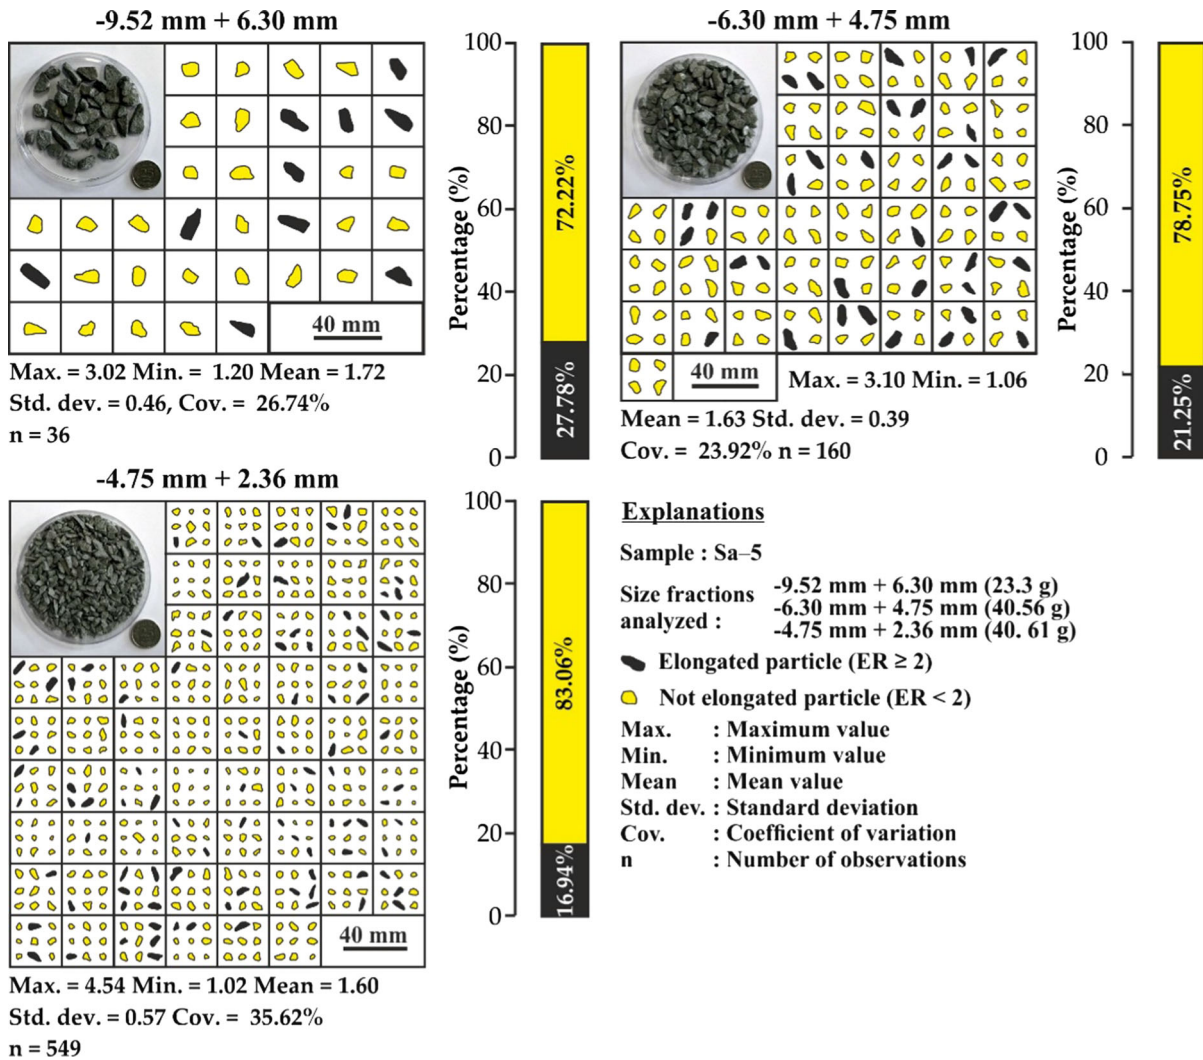 -9.52 mm + 6.30 mm
100
80
60
40
20
0
Percentage (%)
72.22%
27.78%
40 mm
Max. = 3.02 Min. = 1.20 Mean = 1.72
Std. dev. = 0.46, Cov. = 26.74%
n = 36
-6.30 mm + 4.75 mm
100
80
60
40
20
0
Percentage (%)
78.75%
21.25%
40 mm
Max. = 3.10 Min. = 1.06
Mean = 1.63 Std. dev. = 0.39
Cov. = 23.92% n = 160
-4.75 mm + 2.36 mm
100
80
60
40
20
0
Percentage (%)
83.06%
16.94%
40 mm
Max. = 4.54 Min. = 1.02 Mean = 1.60
Std. dev. = 0.57 Cov. = 35.62%
n = 549
Explanations
Sample : Sa–5
Size fractions analyzed :
-9.52 mm + 6.30 mm (23.3 g)
-6.30 mm + 4.75 mm (40.56 g)
-4.75 mm + 2.36 mm (40. 61 g)
Elongated particle (ER ≥ 2)
Not elongated particle (ER < 2)
Max. : Maximum value
Min. : Minimum value
Mean : Mean value
Std. dev. : Standard deviation
Cov. : Coefficient of variation
n : Number of observations